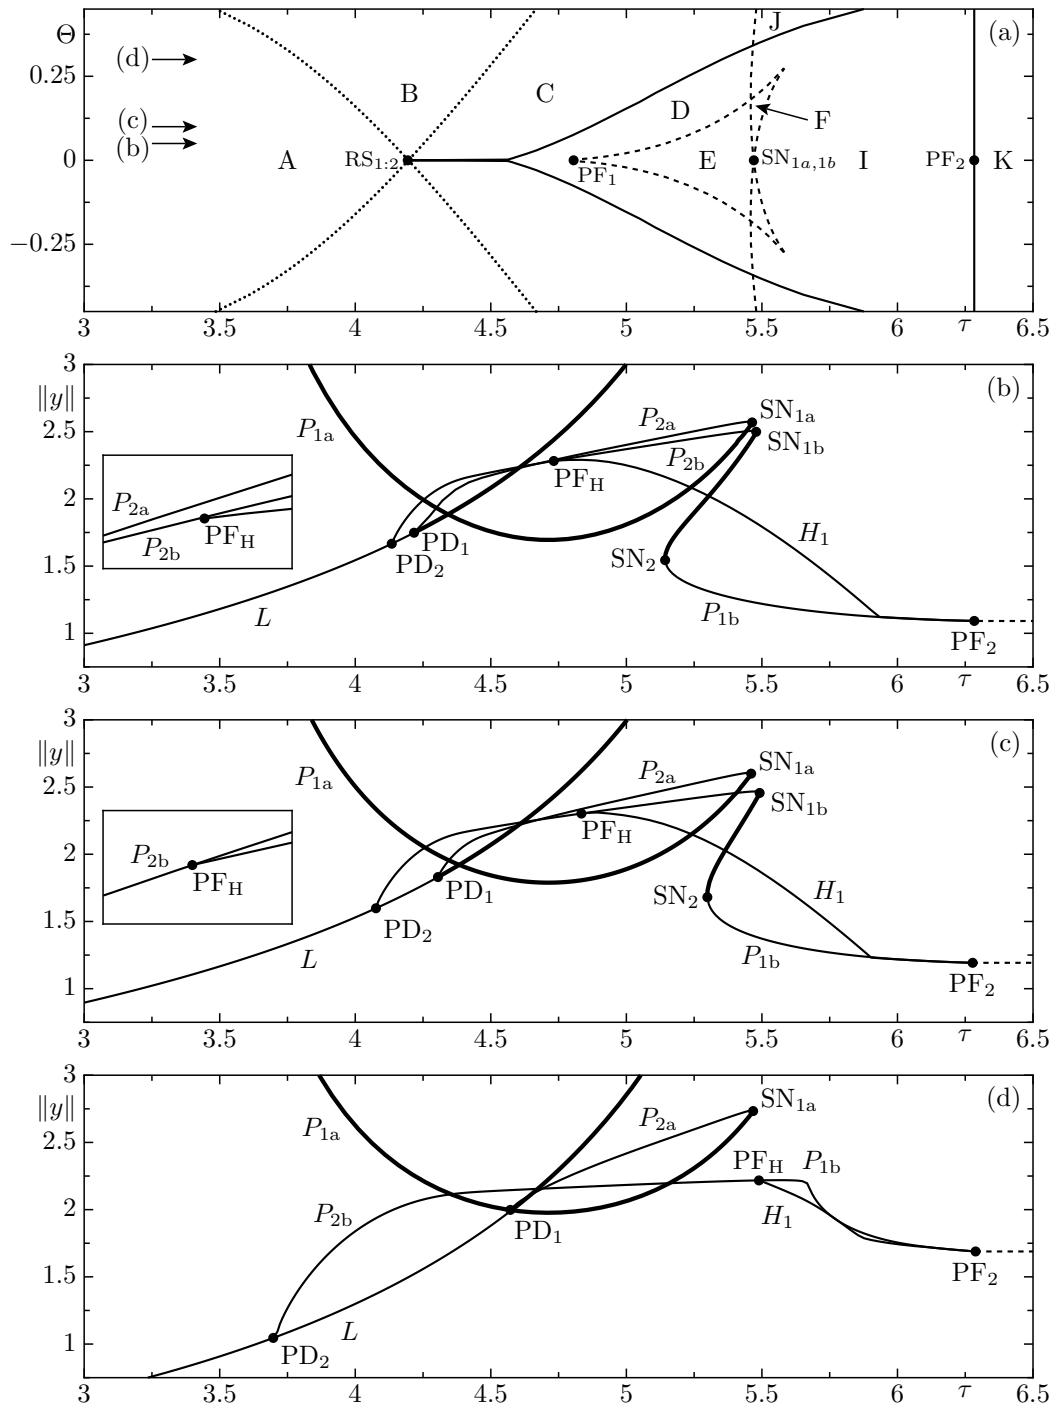 Θ J (a)
(d)
0.25
B C
D
(c)
F
(b)
A RS1:2 E SN1a,1b I PF2 K
0
PF1
−0.25
3 3.5 4 4.5 5 5.5 6 τ 6.5
3
(b)
‖y‖
SN1a
P2a
P1a
2.5
SN1b
P2b
PFH
P2a
2
P2b PFH
PD1
H1
PD2
SN2
1.5
L
P1b
1
PF2
3 3.5 4 4.5 5 5.5 6 τ 6.5
3
(c)
‖y‖
SN1a
P2a
P1a
2.5
SN1b
PFH
P2b
2
PFH
PD1
H1
SN2
PD2
1.5
L
P1b
PF2
1
3 3.5 4 4.5 5 5.5 6 τ 6.5
3
(d)
‖y‖
SN1a
P2a
P1a
2.5
PFH P1b
P2b
H1
2
PD1
PF2
1.5
L
PD2
1
3 3.5 4 4.5 5 5.5 6 τ 6.5